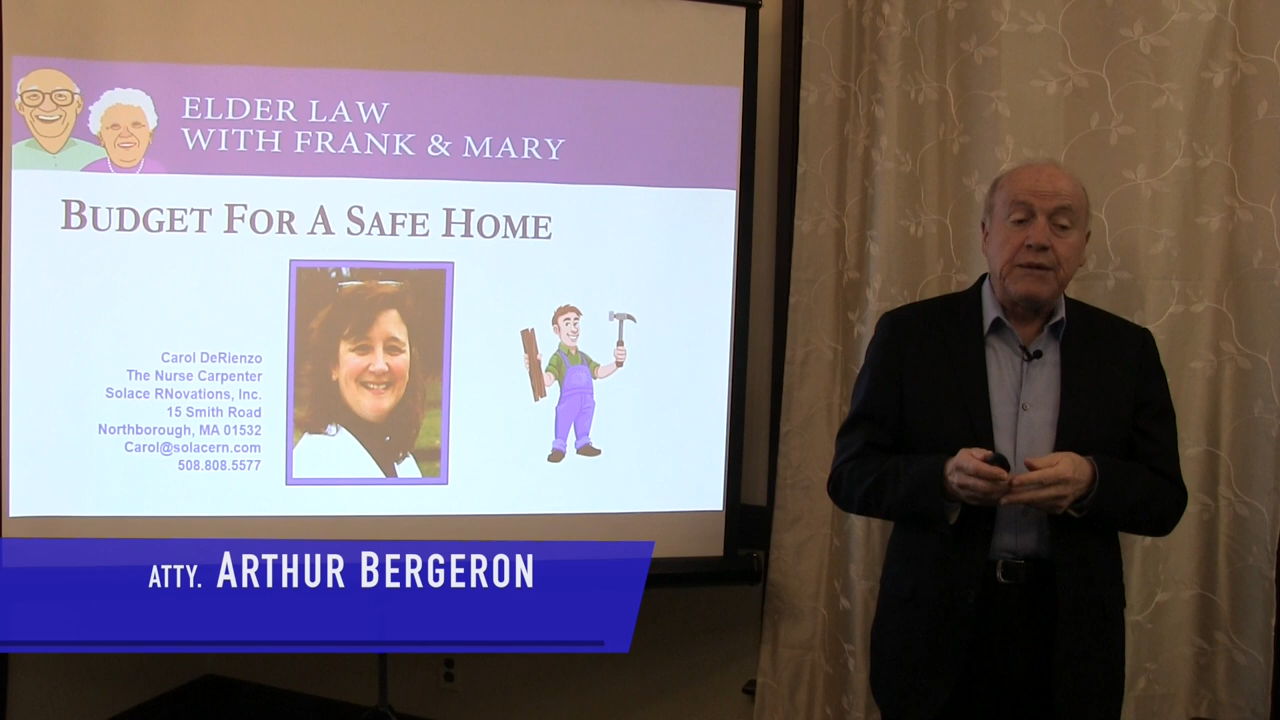 ELDER LAW
WITH FRANK & MARY
BUDGET FOR A SAFE HOME
Carol DeRienzo
The Nurse Carpenter
Solace RNovations, Inc.
15 Smith Road
Northborough, MA 01532
Carol@solacern.com
508.808.5577
ATTY. ARTHUR BERGERON